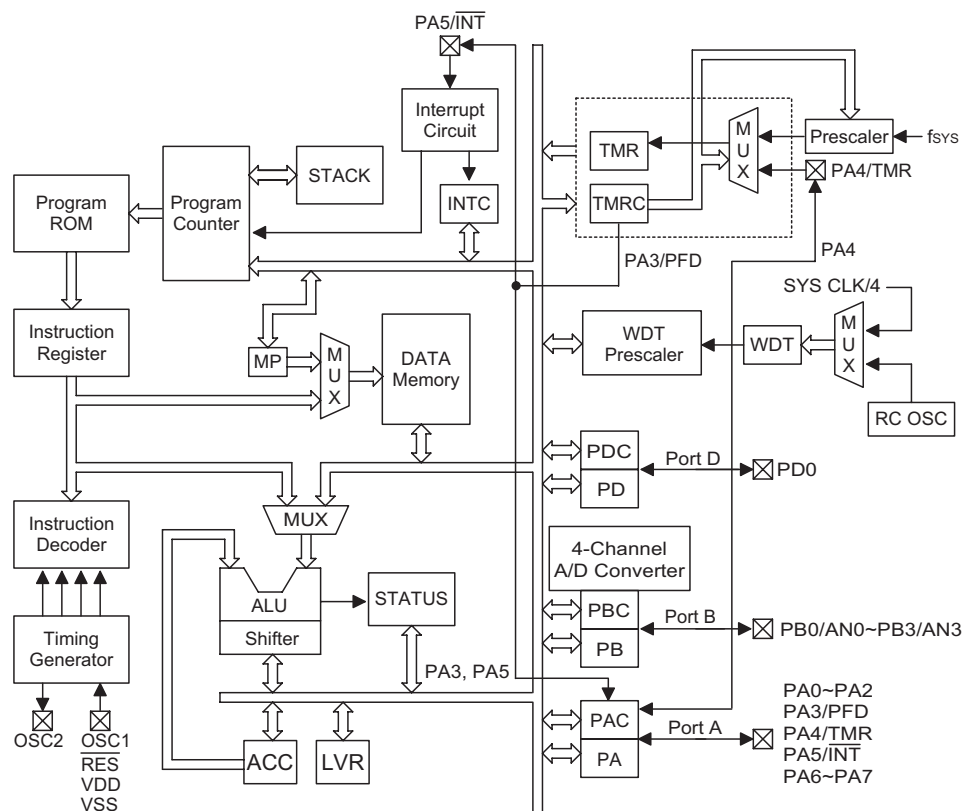 PA5/INT
Interrupt
Circuit
STACK
Program
ROM
Program
Counter
INTC
TMR
TMRC
M
U
X
Prescaler
fSYS
PA4/TMR
PA3/PFD
PA4
SYS CLK/4
Instruction
Register
MP
M
U
X
DATA
Memory
WDT
Prescaler
WDT
M
U
X
RC OSC
PDC
PD
Port D
PD0
MUX
Instruction
Decoder
4-Channel
A/D Converter
ALU
Shifter
STATUS
PBC
PB
Port B
PB0/AN0~PB3/AN3
Timing
Generator
PA3, PA5
PAC
PA
Port A
PA0~PA2
PA3/PFD
PA4/TMR
PA5/INT
PA6~PA7
OSC2
OSC1
RES
VDD
VSS
ACC
LVR